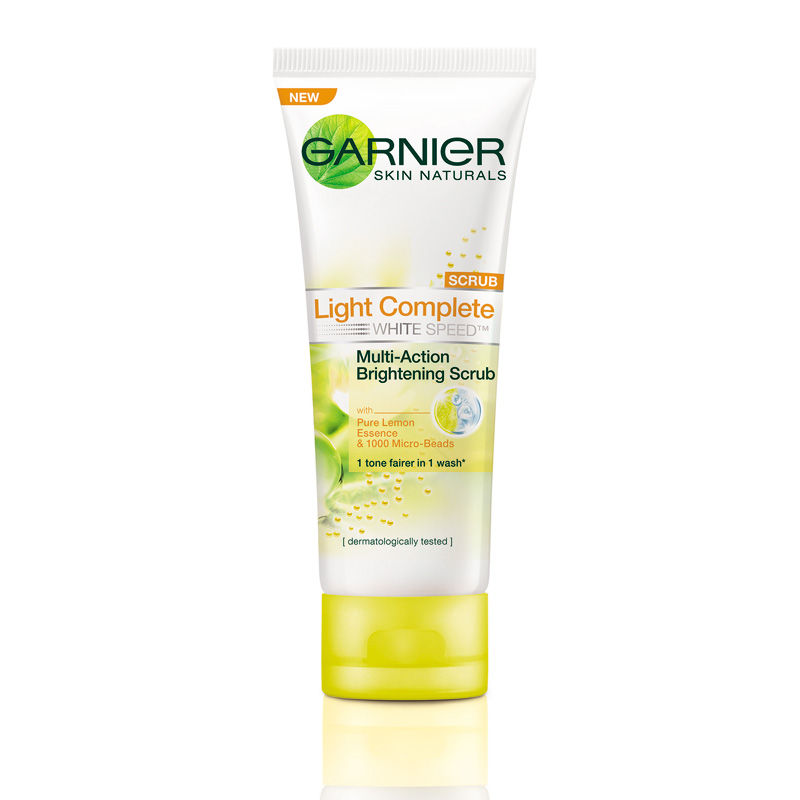 NEW
GARNIER
SKIN NATURALS
SCRUB
Light Complete
WHITE SPEED™
Multi-Action
Brightening Scrub
with
Pure Lemon
Essence
& 1000 Micro-Beads
1 tone fairer in 1 wash*
[ dermatologically tested ]